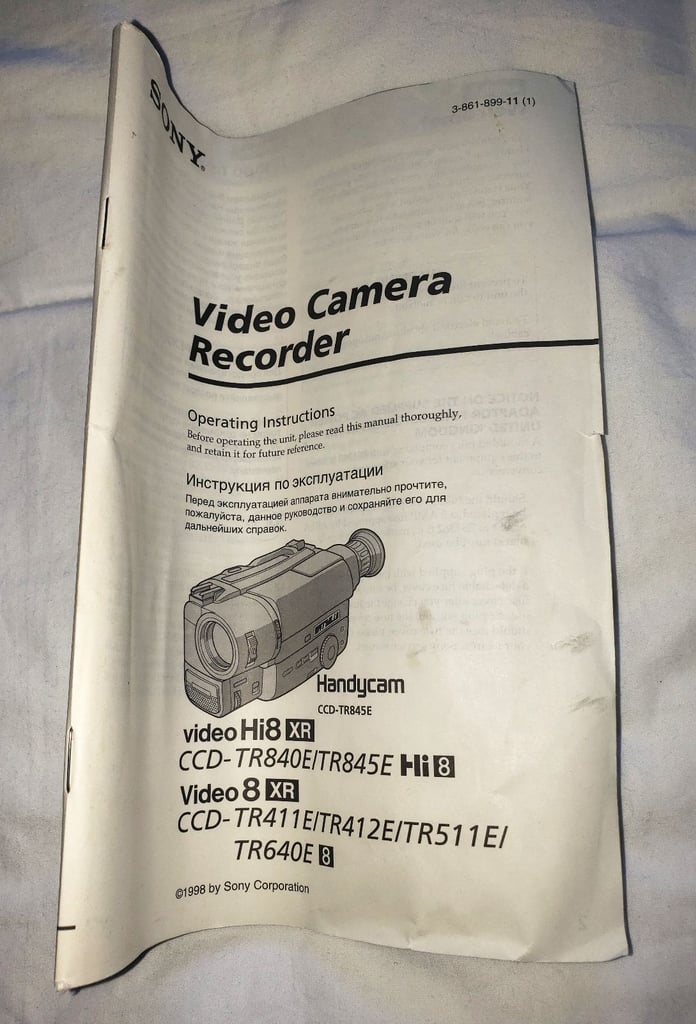 SONY®
3-861-899-11 (1)
Video Camera
Recorder
Operating Instructions
Before operating the unit, please read this manual thoroughly,
and retain it for future reference.
Инструкция по эксплуатации
Перед эксплуатацией аппарата внимательно прочтите,
пожалуйста, данное руководство и сохраняйте его для
дальнейших справок.
Handycam
CCD-TR845E
video Hi8 XR
CCD-TR840E/TR845E Hi8
Video 8 XR
CCD-TR411E/TR412E/TR511E/
TR640E 8
©1998 by Sony Corporation